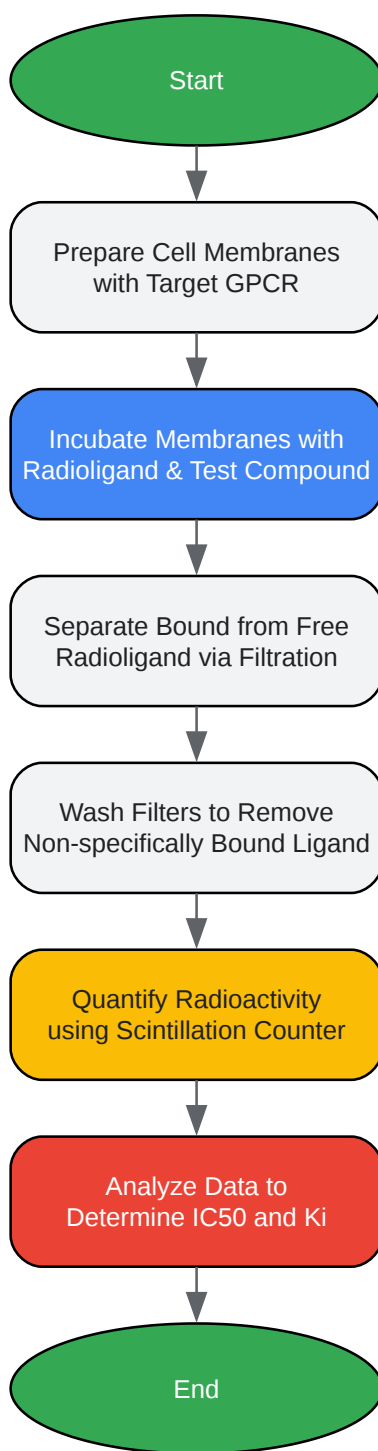 Start
Prepare Cell Membranes
with Target GPCR
Incubate Membranes with
Radioligand & Test Compound
Separate Bound from Free
Radioligand via Filtration
Wash Filters to Remove
Non-specifically Bound Ligand
Quantify Radioactivity
using Scintillation Counter
Analyze Data to
Determine IC50 and Ki
End